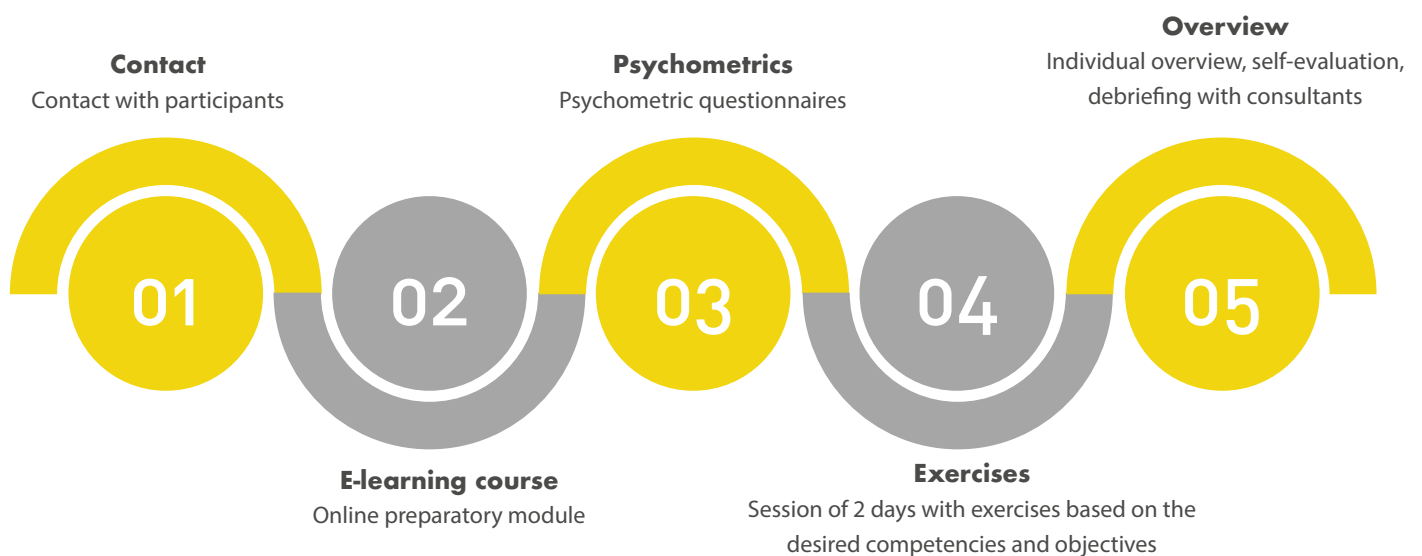 Contact
Contact with participants
01
E-learning course
Online preparatory module
02
Psychometrics
Psychometric questionnaires
03
Exercises
Session of 2 days with exercises based on the
desired competencies and objectives
04
Overview
Individual overview, self-evaluation,
debriefing with consultants
05